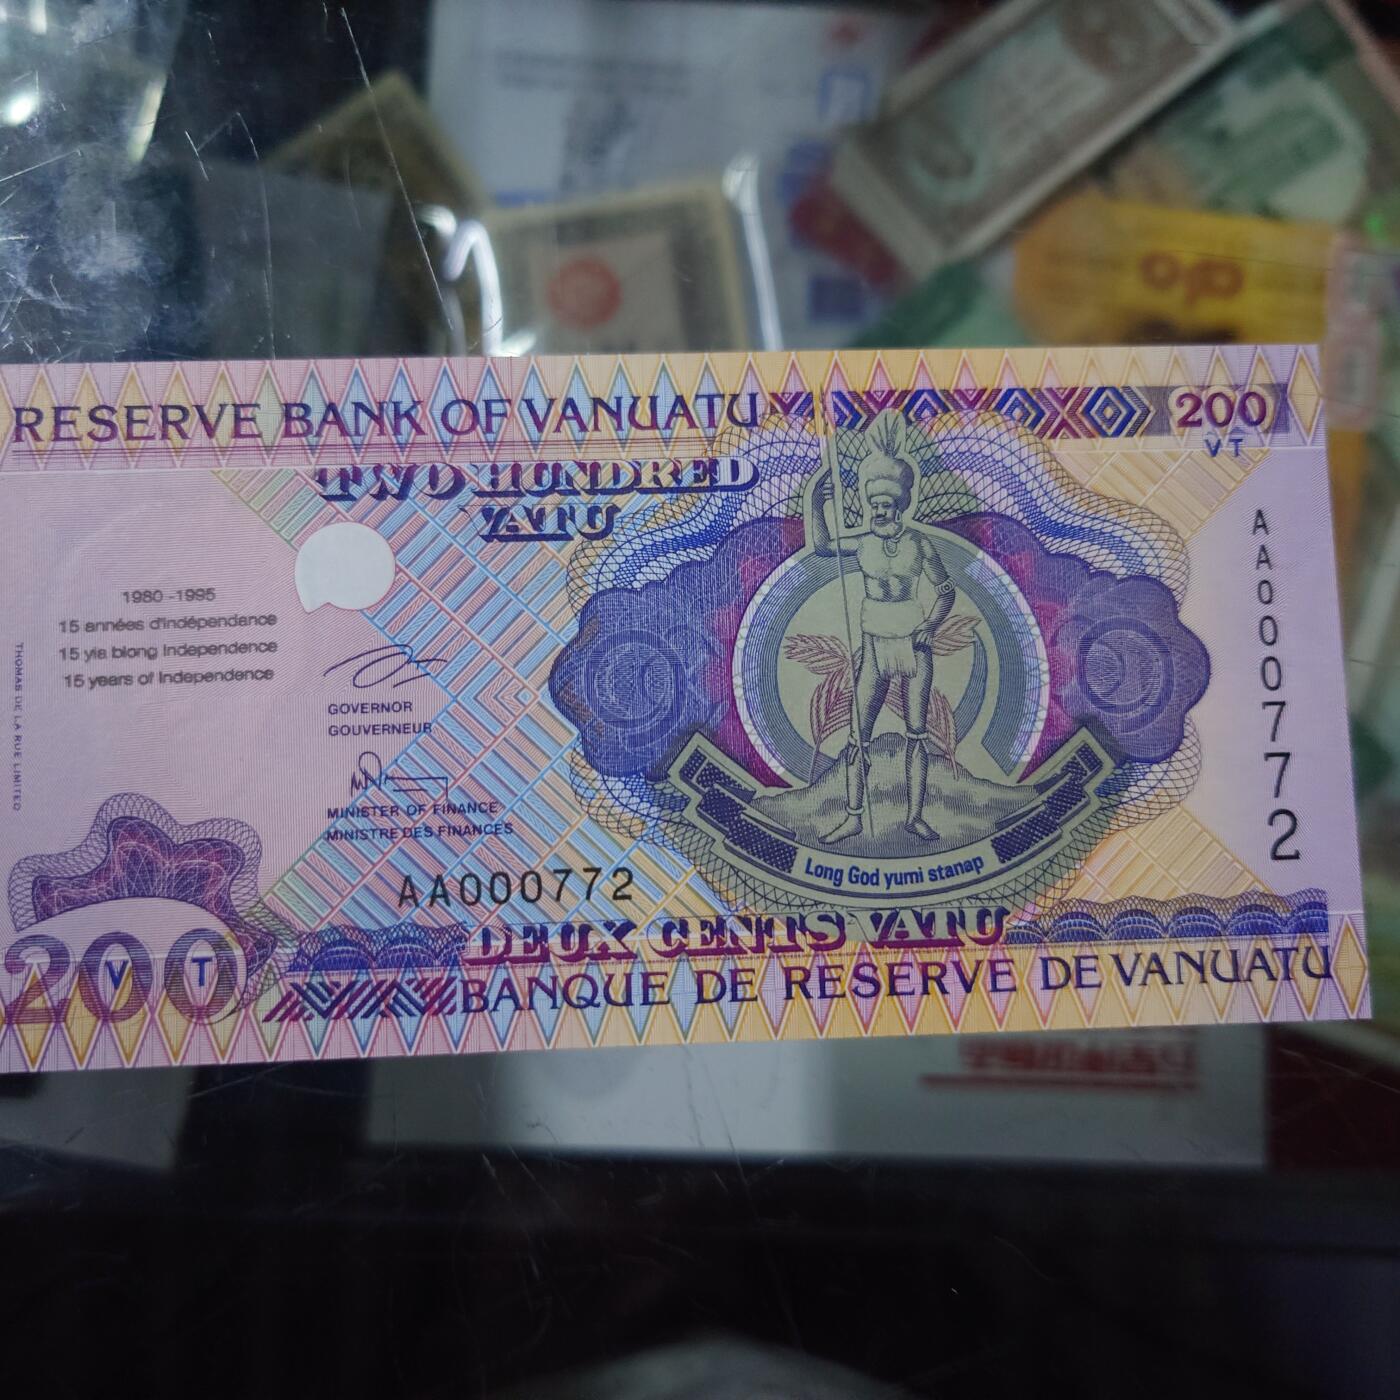 RESERVE BANK OF VANUATU
200
VT
TWO HUNDRED
VATU
1980 -1995
15 années d'indépendance
15 yia blong Independence
15 years of Independence
THOMAS DE LA RUE LIMITED
GOVERNOR
GOUVERNEUR
MINISTER OF FINANCE
MINISTRE DES FINANCES
AA000772
AA000772
Long God yumi stanap
200
V T
DEUX CENTS VATU
BANQUE DE RESERVE DE VANUATU